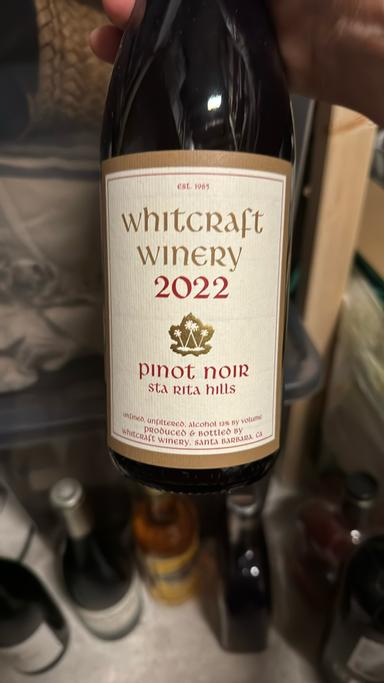 est. 1985
whitcraft
winery
2022
pinot noir
sta rita hills
unfined, unfiltered, alcohol 13% by volume
produced & bottled by
whitcraft winery, santa barbara, ca